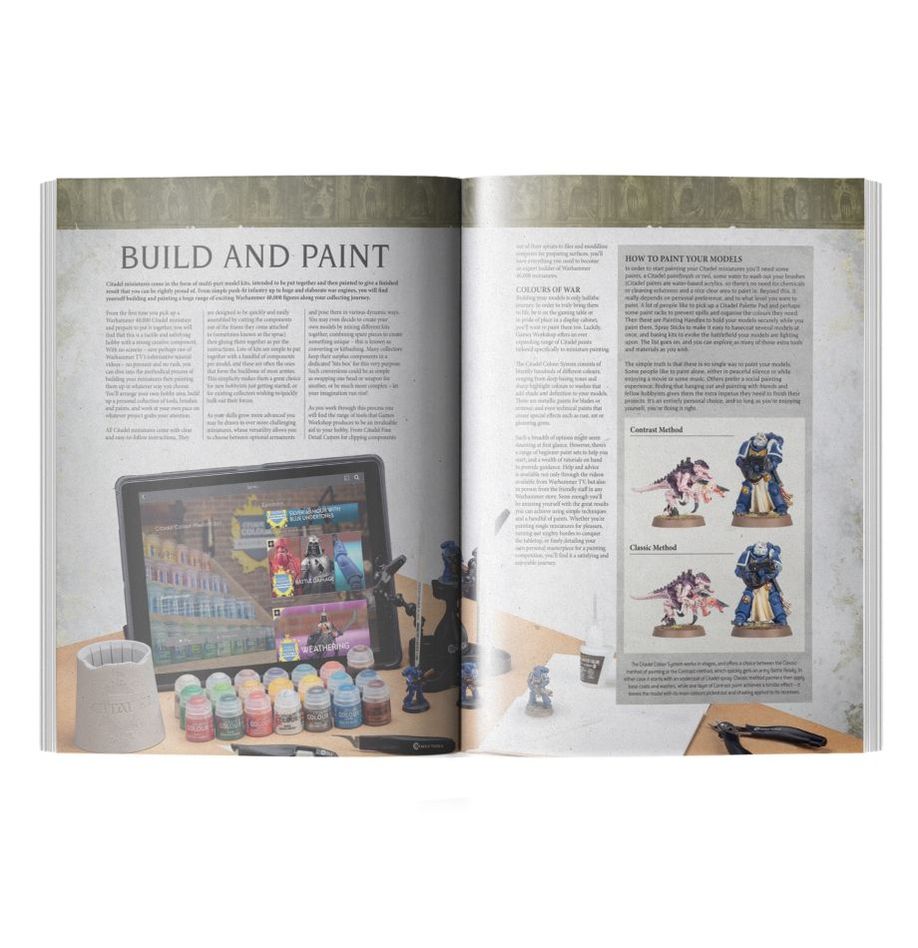 BUILD AND PAINT
Citadel miniatures come in the form of multi-part model kits, intended to be put together and then painted to give a finished
result that you can be rightly proud of. From simple push-fit infantry up to huge and elaborate war engines, you will find
yourself building and painting a huge range of exciting Warhammer 40,000 figures along your collecting journey.
From the first time you pick up a
Warhammer 40,000 Citadel miniature
and prepare to put it together, you will
find that this is a tactile and satisfying
hobby with a strong creative component.
building your miniatures then painting
them up in whatever way you choose.
You'll arrange your own hobby area, build
up a personal collection of tools, brushes
and paints, and work at your own pace on
whatever project grabs your attention.
All Citadel miniatures come with clear
and easy-to-follow instructions. They
are designed to be quickly and easily
assembled by cutting the components
out of the frame they came attached
to (sometimes known as the sprue)
then gluing them together as per the
instructions. Lots of kits are simple to put
together with a handful of components
per model, and these are often the ones
that form the backbone of most armies.
This simplicity makes them a great choice
for new hobbyists just getting started, or
for existing collectors wishing to quickly
bulk out their forces.
As your skills grow more advanced you
may be drawn to ever more challenging
miniatures, whose versatility allows you
to choose between optional armaments
and pose them in various dynamic ways.
You may even decide to create your
own models by mixing different kits
together, combining spare pieces to create
something unique – this is known as
converting or kitbashing. Many collectors
keep their surplus components in a
dedicated 'bits box' for this very purpose.
Such conversions could be as simple
as swapping one head or weapon for
another, or be much more complex – let
your imagination run riot!
As you work through this process you
will find the range of tools that Games
Workshop produces to be an invaluable
aid to your hobby. From Citadel Fine
Detail Cutters for clipping components
out of their sprues to files and mouldline
scrapers for preparing surfaces, you'll
have everything you need to become
an expert builder of Warhammer
40,000 miniatures.
COLOURS OF WAR
Building your models is only half the
journey. In order to truly bring them
to life, be it on the gaming table or
in pride of place in a display cabinet,
you'll want to paint them too. Luckily,
Games Workshop offers an ever
expanding range of Citadel paints
tailored specifically to miniature painting.
The Citadel Colour System consists of
literally hundreds of different colours,
ranging from deep basing tones and
sharp highlight colours to washes that
add shade and definition to your models.
There are metallic paints for blades or
armour, and even technical paints that
create special effects such as rust, rot or
glistening gore.
Such a breadth of options might seem
daunting at first glance. However, there's
a range of beginner paint sets to help you
start, and a wealth of tutorials on hand
to provide guidance. Help and advice
is available not only through the videos
available from Warhammer TV, but also
in person from the friendly staff in any
Warhammer store. Soon enough you'll
be amazing yourself with the great results
you can achieve using simple techniques
and a handful of paints. Whether you're
painting single miniatures for pleasure,
turning out mighty hordes to conquer
the tabletop, or finely detailing your
own personal masterpiece for a painting
competition, you'll find it a satisfying and
enjoyable journey.
HOW TO PAINT YOUR MODELS
In order to start painting your Citadel miniatures you'll need some
paints, a Citadel paintbrush or two, some water to wash out your brushes
(Citadel paints are water-based acrylics, so there's no need for chemicals
or cleaning solutions) and a nice clear area to paint in. Beyond this, it
really depends on personal preference, and to what level you want to
paint. A lot of people like to pick up a Citadel Palette Pad and perhaps
some paint racks to prevent spills and organise the colours they need.
Then there are Painting Handles to hold your models securely while you
paint them, Spray Sticks to make it easy to basecoat several models at
once, and basing kits to evoke the battlefield your models are fighting
upon. The list goes on, and you can explore as many of these extra tools
and materials as you wish.
The simple truth is that there is no single way to paint your models.
Some people like to paint alone, either in peaceful silence or while
enjoying a movie or some music. Others prefer a social painting
experience, finding that hanging out and painting with friends and
fellow hobbyists gives them the extra impetus they need to finish their
projects. It's an entirely personal choice, and so long as you're enjoying
yourself, you're doing it right.
Contrast Method
Classic Method
The Citadel Colour System works in stages, and offers a choice between the Classic
method of painting or the Contrast method, which quickly gets an army Battle Ready. In
either case it starts with an undercoat of Citadel spray. Classic method painters then apply
base coats and washes, while one layer of Contrast paint achieves a similar effect – it
leaves the model with its main colours picked out and shading applied to its recesses.
SILVER ARMOUR WITH
BLUE UNDERTONES
BATTLE DAMAGE
WEATHERING
COLOUR